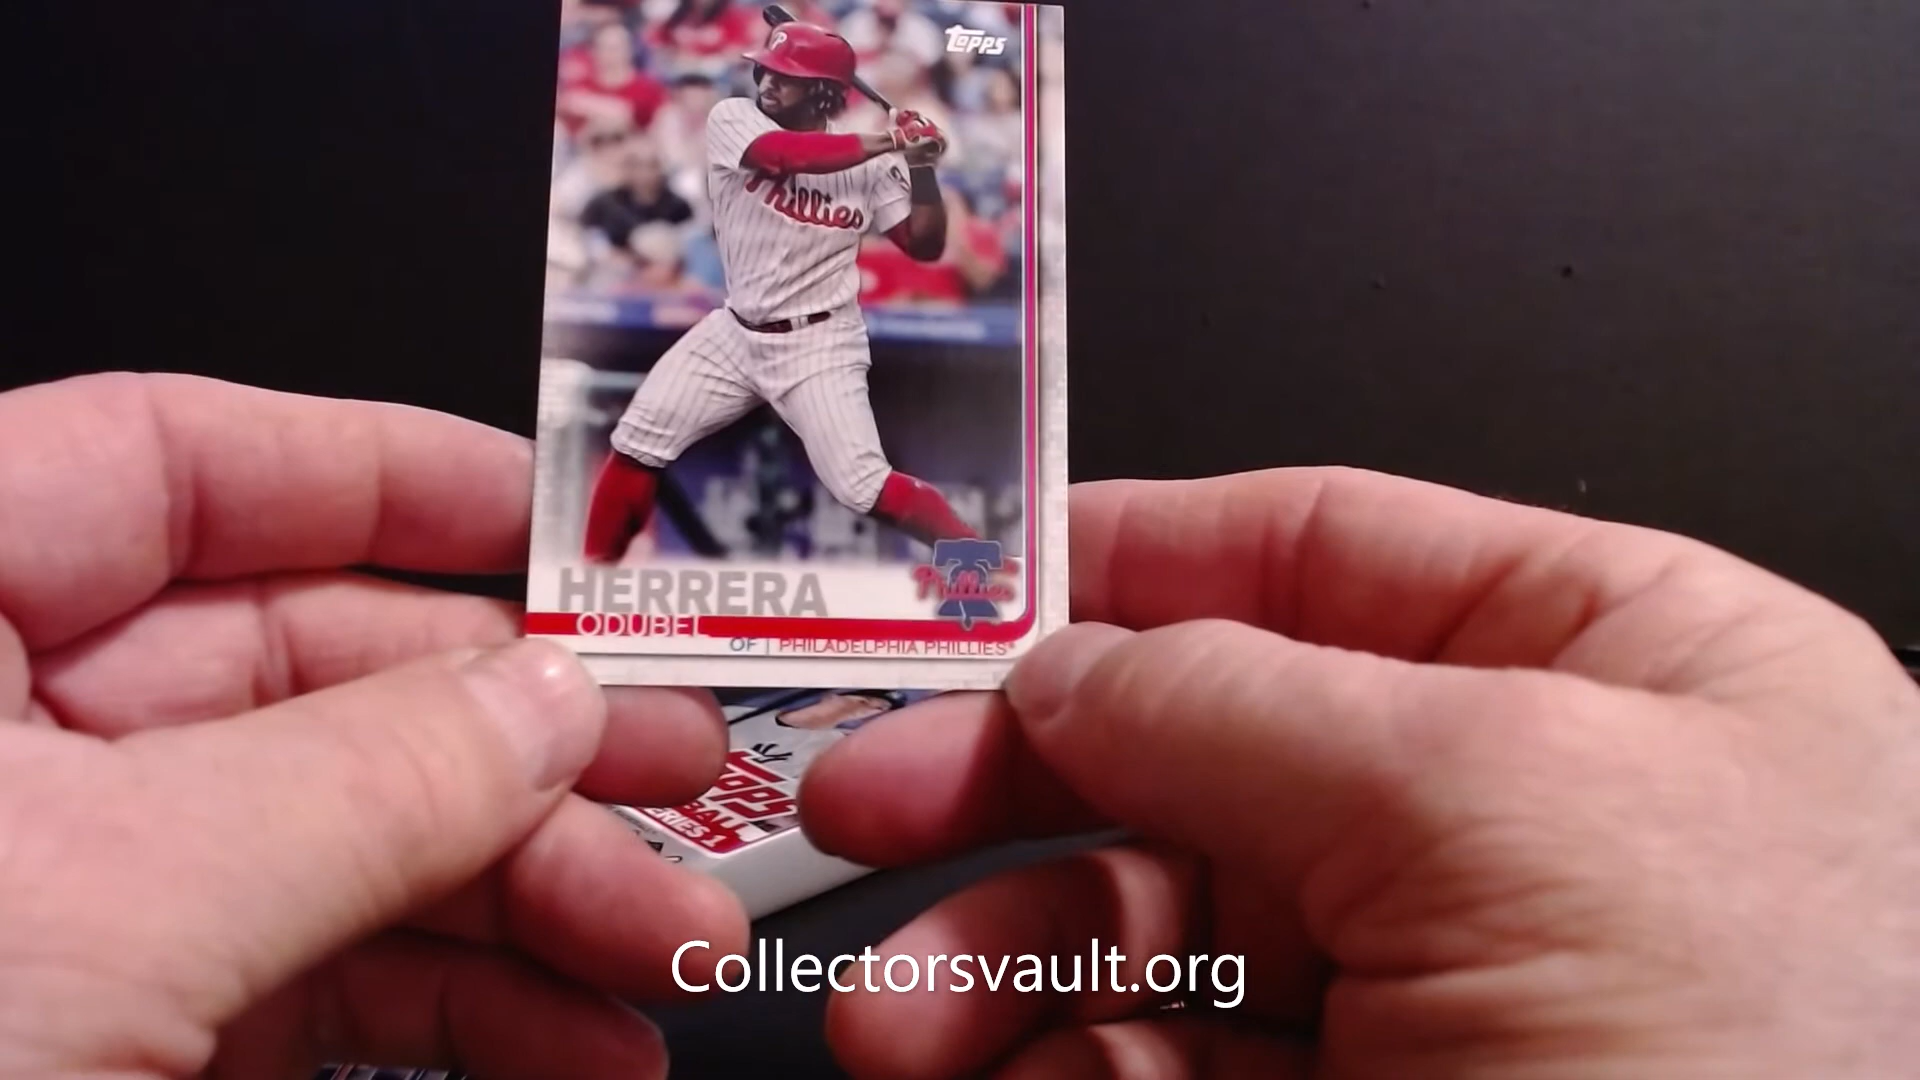 Topps
Phillies
HERRERA
Phillies
ODUBEL
OF | PHILADELPHIA PHILLIES
Topps
SERIES 1
Collectorsvault.org